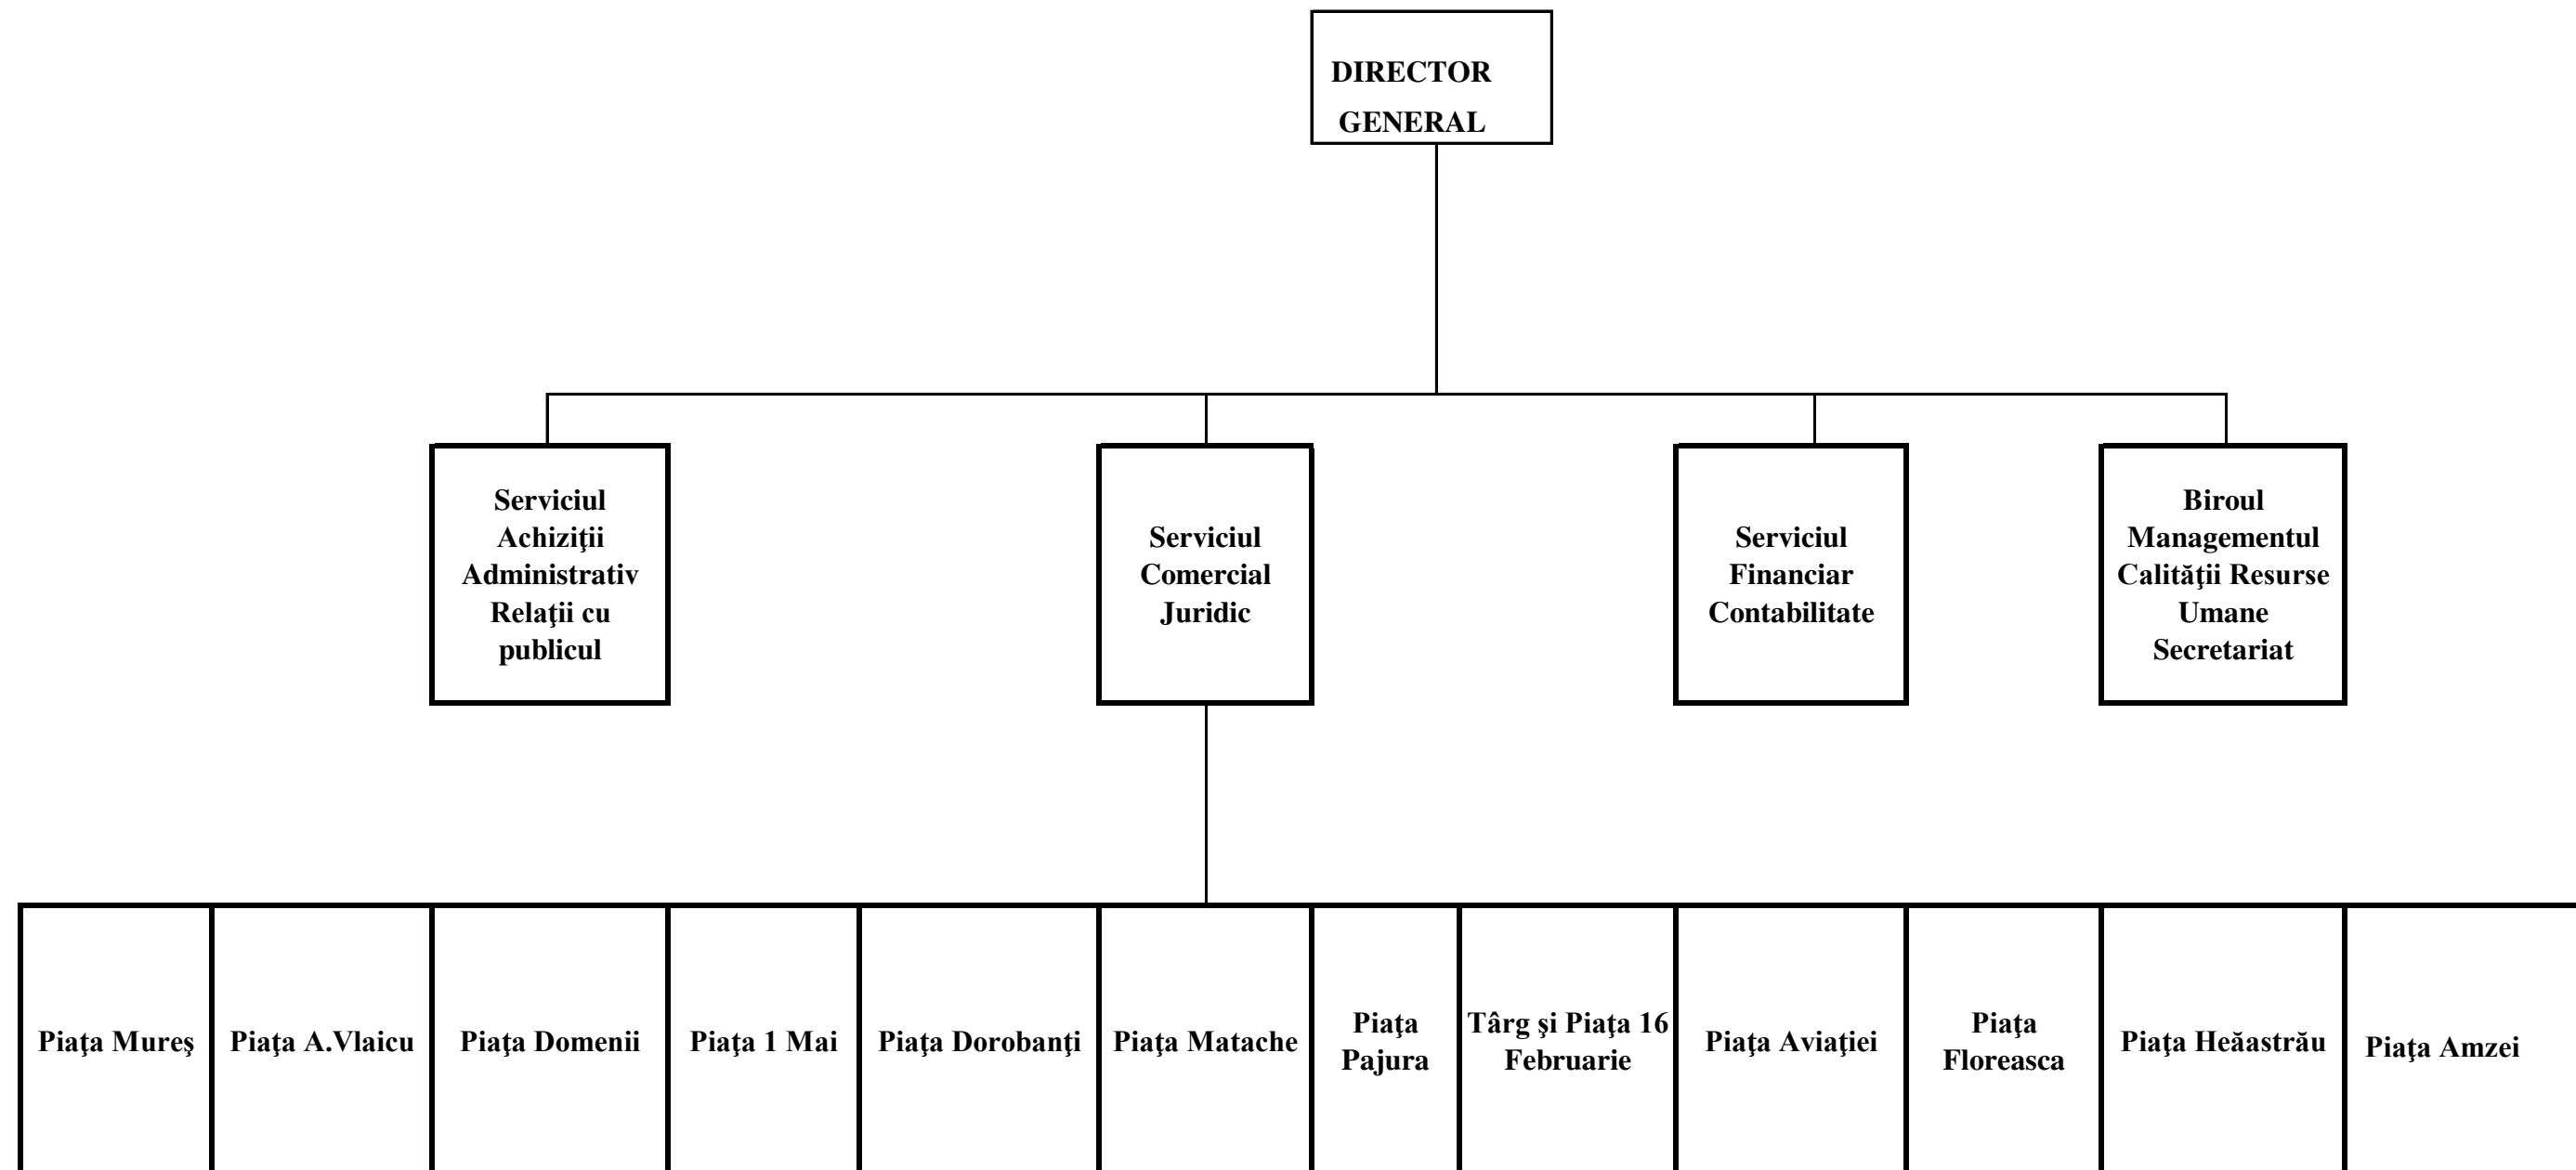 DIRECTOR
GENERAL
Serviciul
Achiziţii
Administrativ
Relaţii cu
publicul
Serviciul
Comercial
Juridic
Serviciul
Financiar
Contabilitate
Biroul
Managementul
Calităţii Resurse
Umane
Secretariat
Piaţa Mureş
Piaţa A.Vlaicu
Piaţa Domenii
Piaţa 1 Mai
Piaţa Dorobanţi
Piaţa Matache
Piaţa
Pajura
Târg şi Piaţa 16
Februarie
Piaţa Aviaţiei
Piaţa
Floreasca
Piaţa Heăastrău
Piaţa Amzei